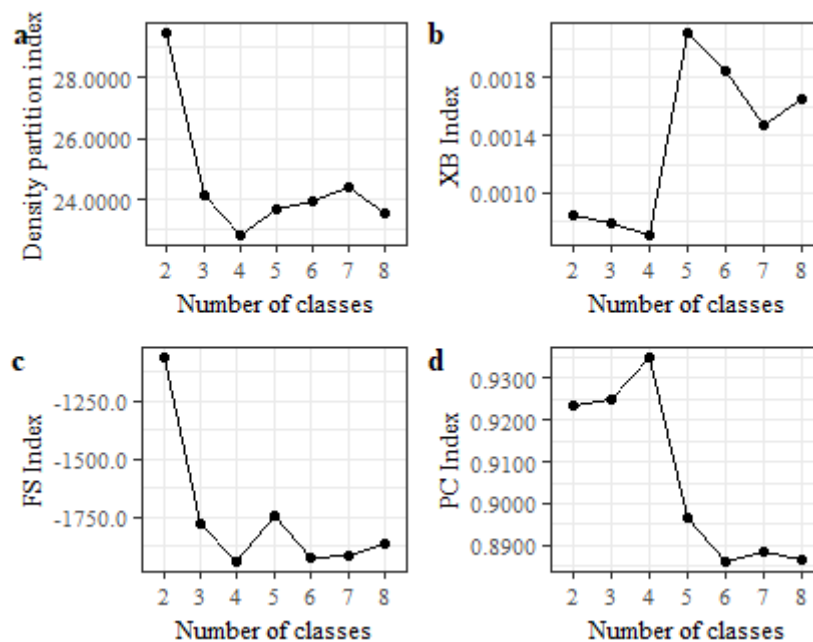 a
Density partition index
28.0000
26.0000
24.0000
2 3 4 5 6 7 8
Number of classes
b
XB Index
0.0018
0.0014
0.0010
2 3 4 5 6 7 8
Number of classes
c
FS Index
-1250.0
-1500.0
-1750.0
2 3 4 5 6 7 8
Number of classes
d
PC Index
0.9300
0.9200
0.9100
0.9000
0.8900
2 3 4 5 6 7 8
Number of classes